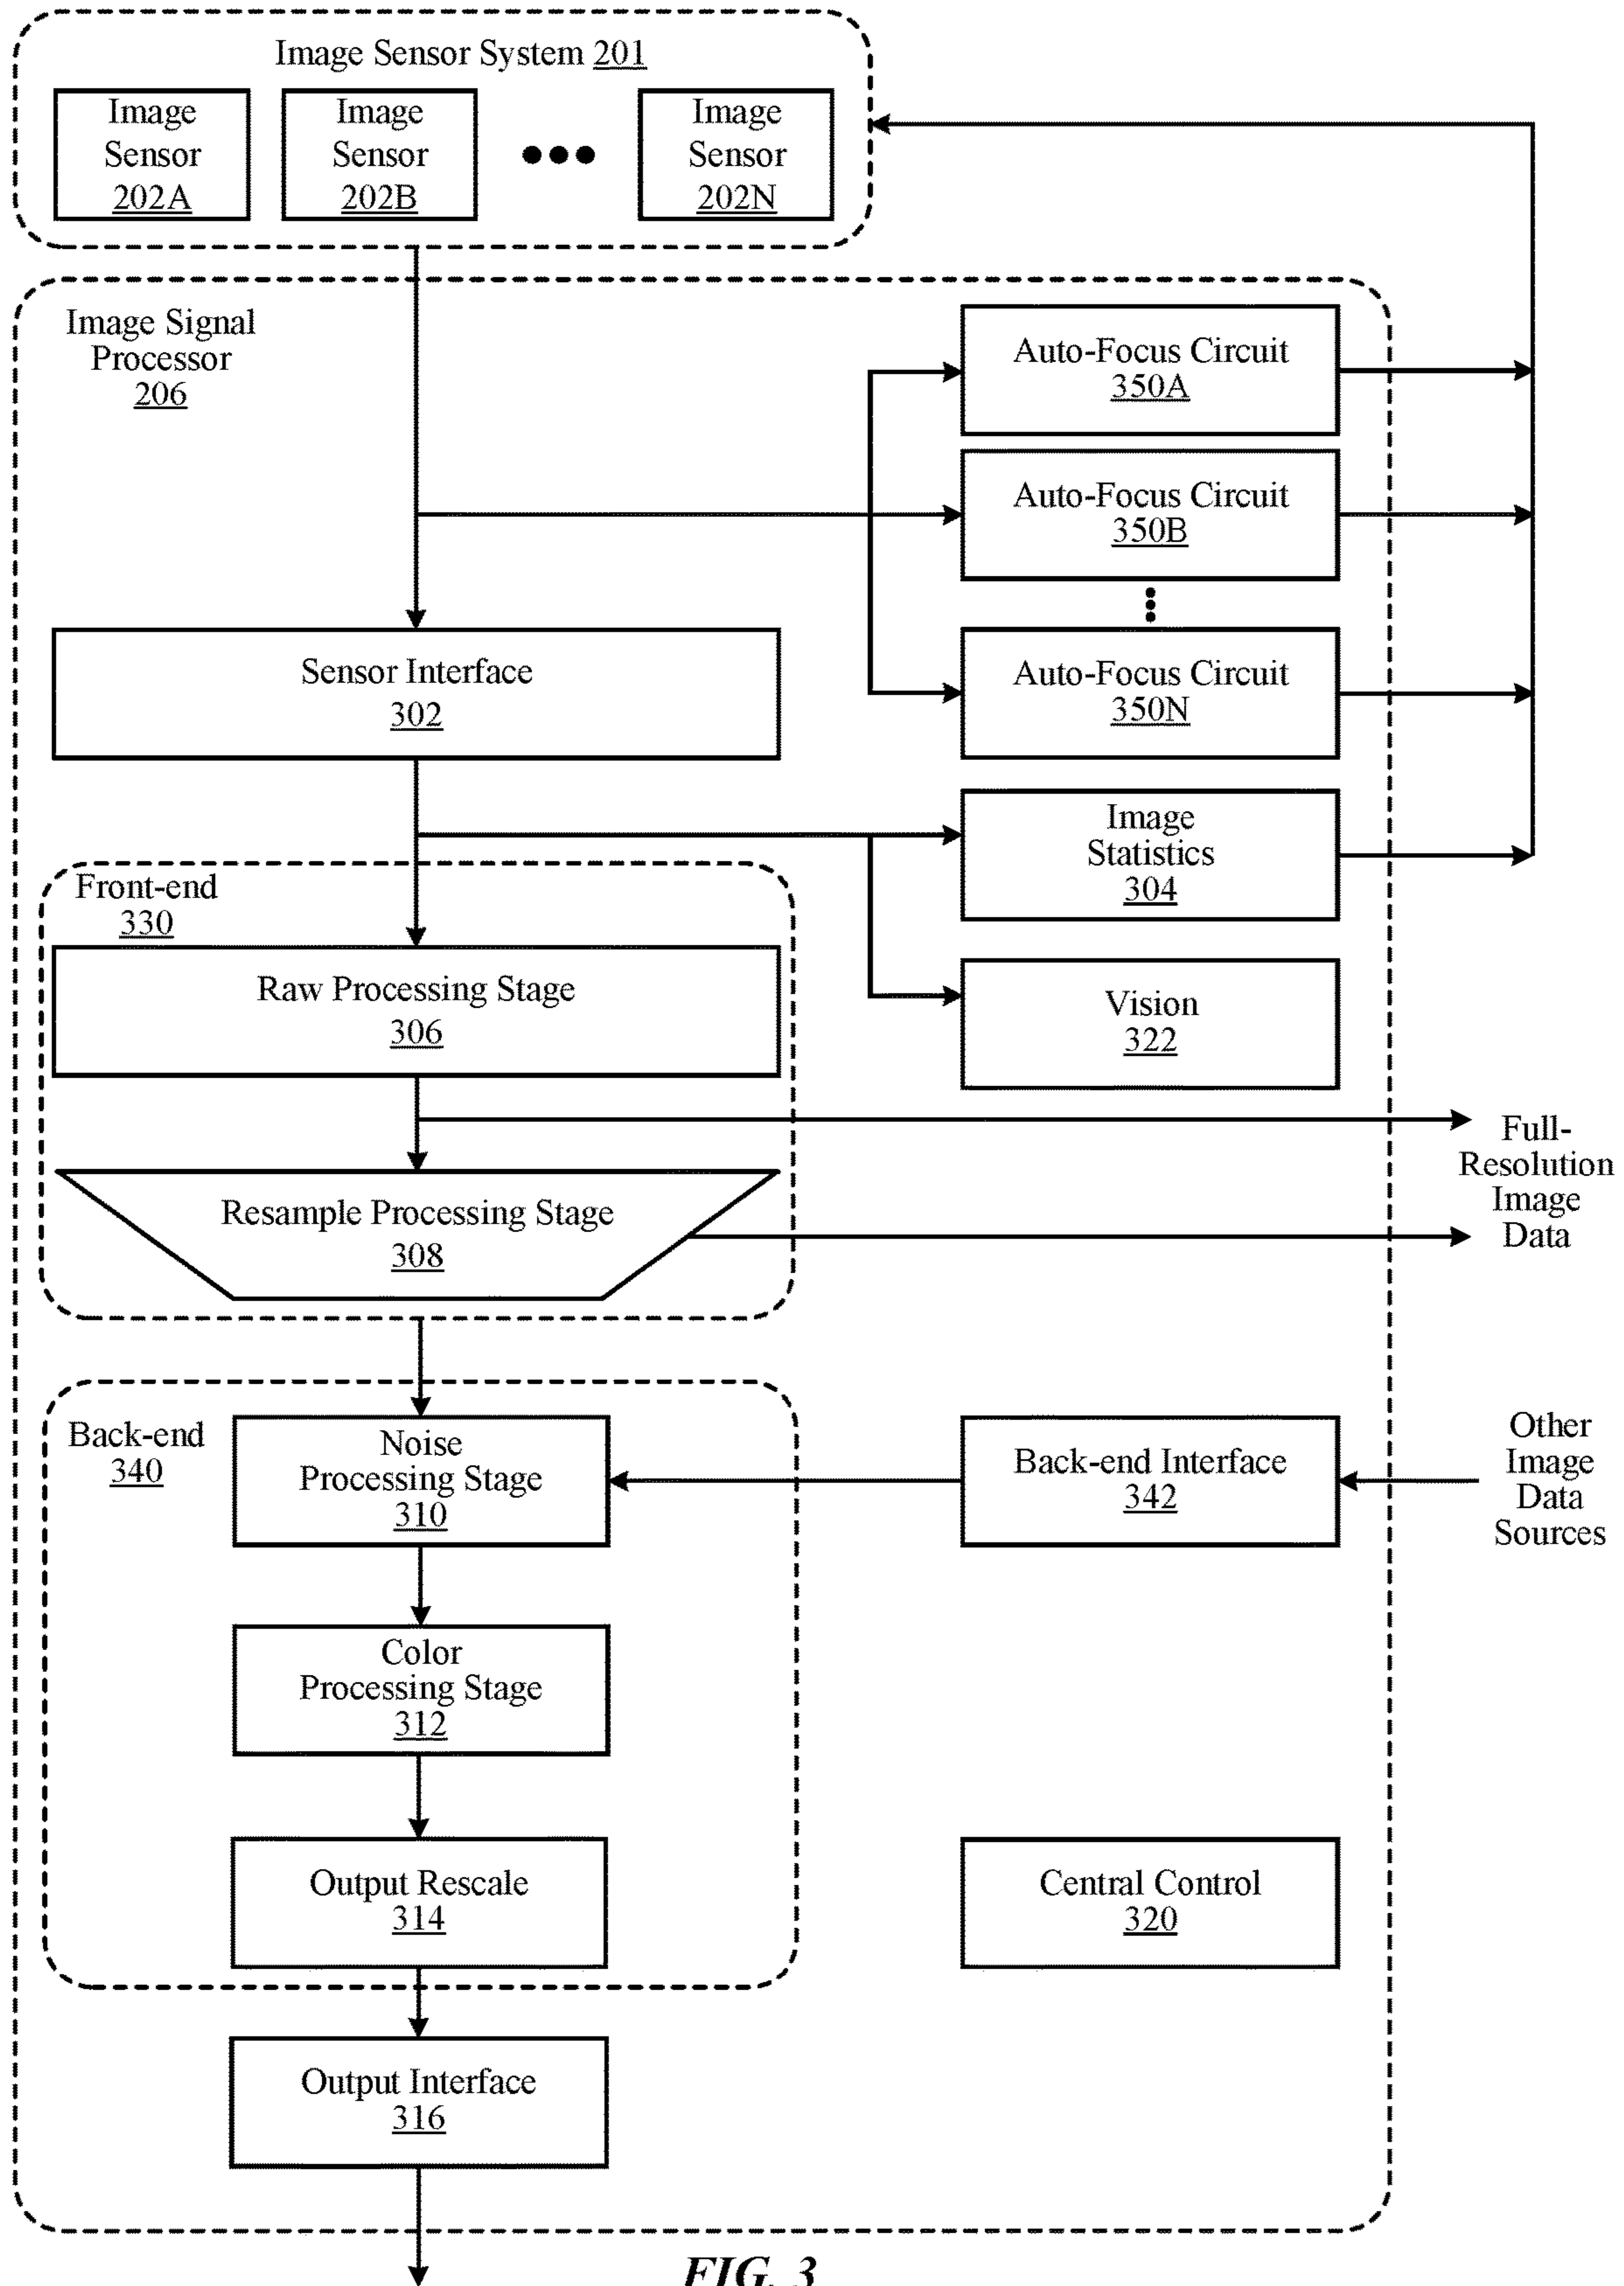 Image Sensor System 201
Image
Sensor
202A
Image
Sensor
202B
Image
Sensor
202N
Image Signal
Processor
206
Auto-Focus Circuit
350A
Auto-Focus Circuit
350B
Auto-Focus Circuit
350N
Sensor Interface
302
Image
Statistics
304
Front-end
330
Raw Processing Stage
306
Vision
322
Full-
Resolution
Image
Data
Resample Processing Stage
308
Back-end
340
Noise
Processing Stage
310
Back-end Interface
342
Other
Image
Data
Sources
Color
Processing Stage
312
Output Rescale
314
Central Control
320
Output Interface
316
FIG. 3